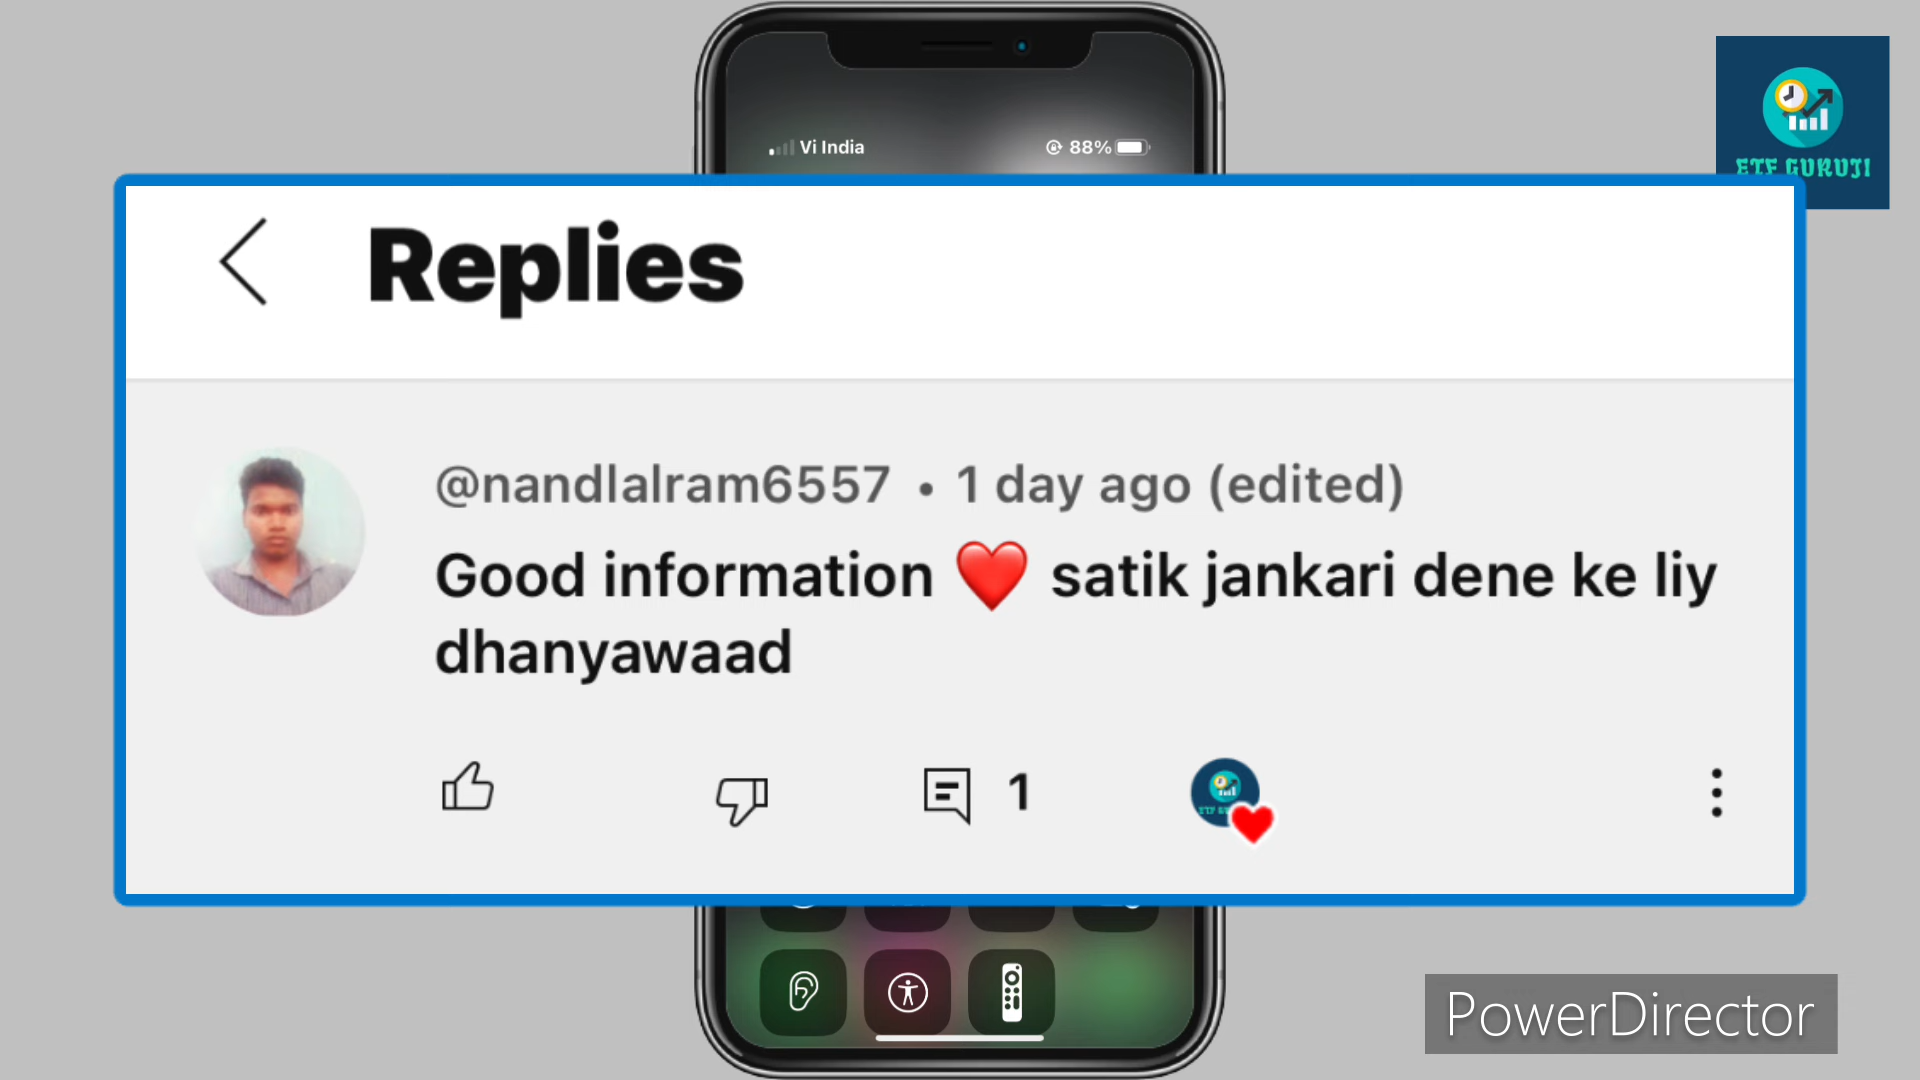 Vi India
88%
ETF GURUJI
Replies
@nandlalram6557 • 1 day ago (edited)
Good information ❤️ satik jankari dene ke liy
dhanyawaad
1
PowerDirector